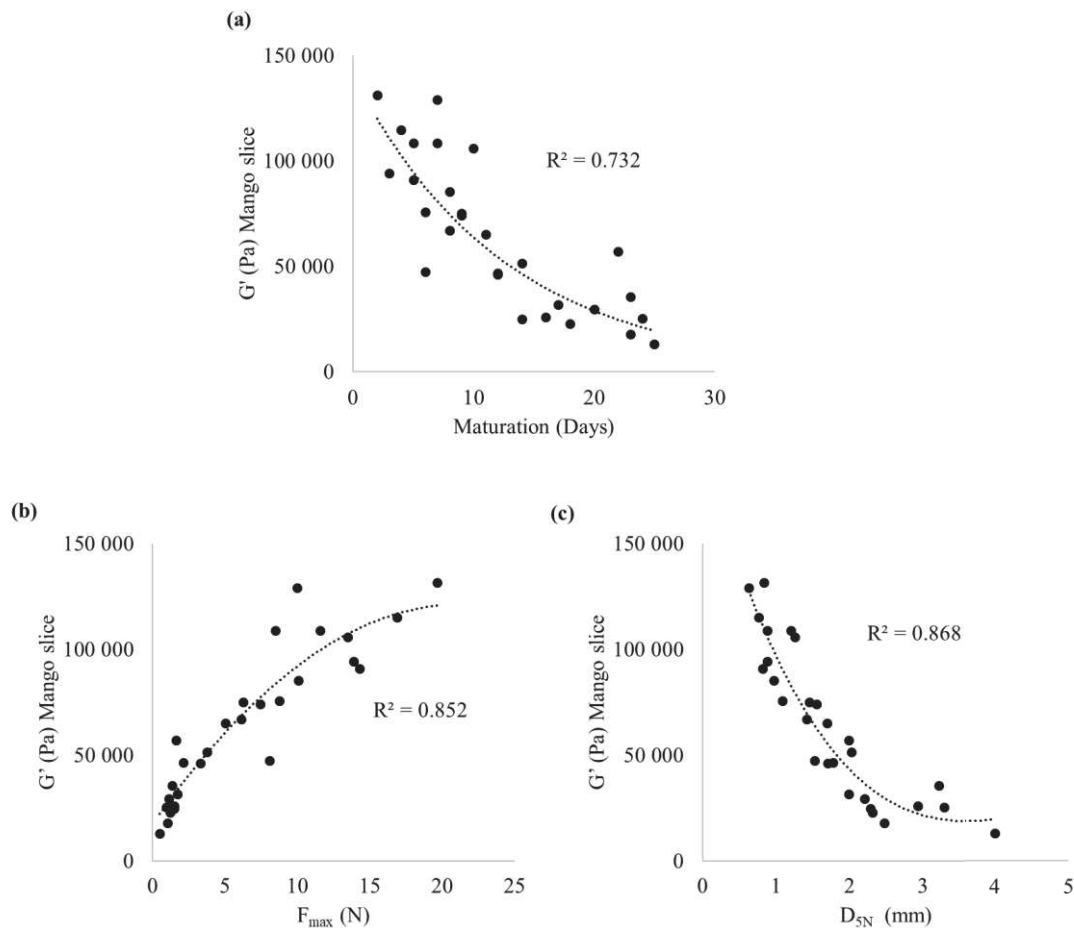 (a)
150 000
100 000
50 000
0
G' (Pa) Mango slice
R² = 0.732
0 10 20 30
Maturation (Days)
(b)
150 000
100 000
50 000
0
G’ (Pa) Mango slice
R² = 0.852
0 5 10 15 20 25
Fmax (N)
(c)
150 000
100 000
50 000
0
G’ (Pa) Mango slice
R² = 0.868
0 1 2 3 4 5
D5N (mm)